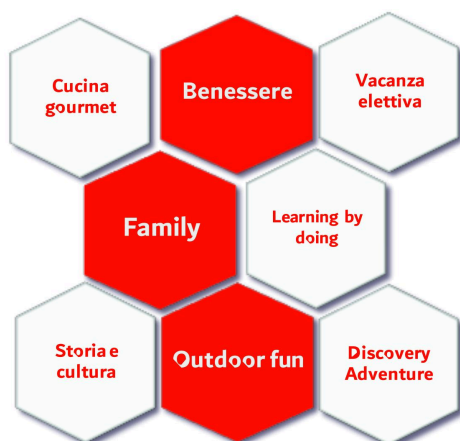 Cucina
gourmet
Benessere
Vacanza
elettiva
Family
Learning by
doing
Storia e
cultura
Outdoor fun
Discovery
Adventure